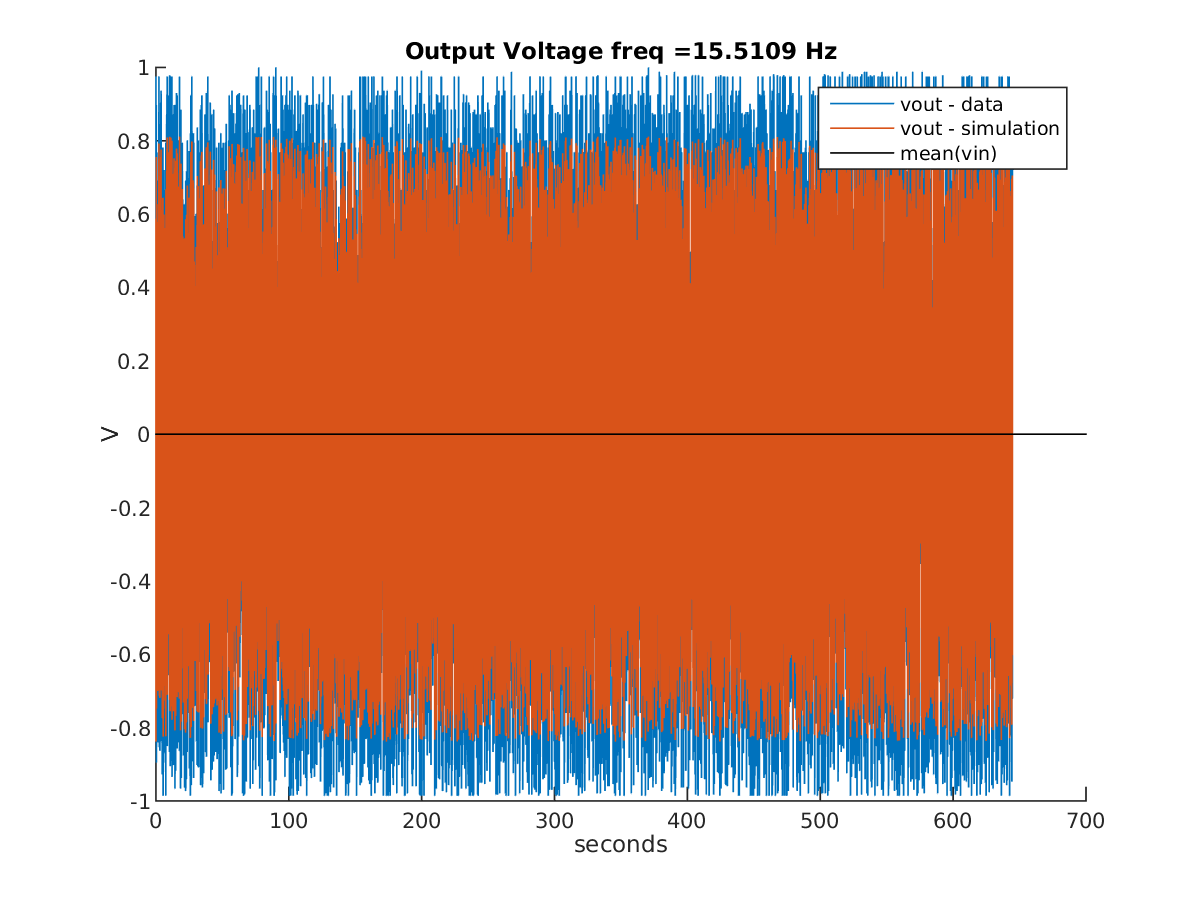 Output Voltage freq =15.5109 Hz
1
0.8
0.6
0.4
0.2
0
-0.2
-0.4
-0.6
-0.8
-1
V
vout - data
vout - simulation
mean(vin)
0 100 200 300 400 500 600 700
seconds